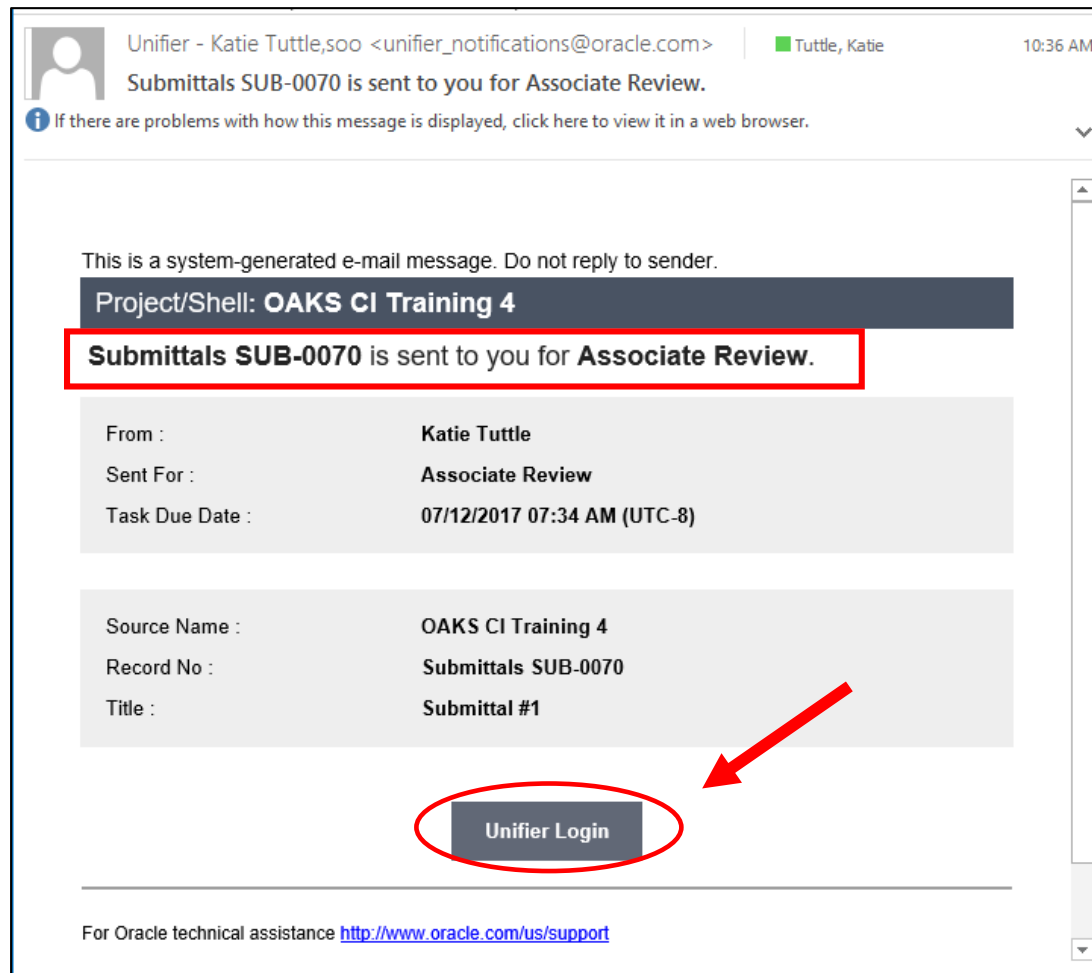 Unifier - Katie Tuttle,soo <unifier_notifications@oracle.com> Tuttle, Katie 10:36 AM
Submittals SUB-0070 is sent to you for Associate Review.
If there are problems with how this message is displayed, click here to view it in a web browser.
This is a system-generated e-mail message. Do not reply to sender.
Project/Shell: OAKS CI Training 4
Submittals SUB-0070 is sent to you for Associate Review.
From : Katie Tuttle
Sent For : Associate Review
Task Due Date : 07/12/2017 07:34 AM (UTC-8)
Source Name : OAKS CI Training 4
Record No : Submittals SUB-0070
Title : Submittal #1
Unifier Login
For Oracle technical assistance http://www.oracle.com/us/support